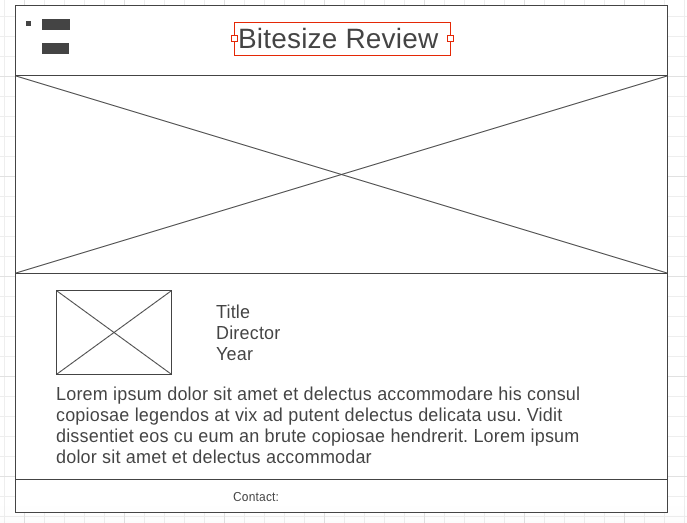 Bitesize Review
Title
Director
Year
Lorem ipsum dolor sit amet et delectus accommodare his consul
copiosae legendos at vix ad putent delectus delicata usu. Vidit
dissentiet eos cu eum an brute copiosae hendrerit. Lorem ipsum
dolor sit amet et delectus accommodar
Contact: